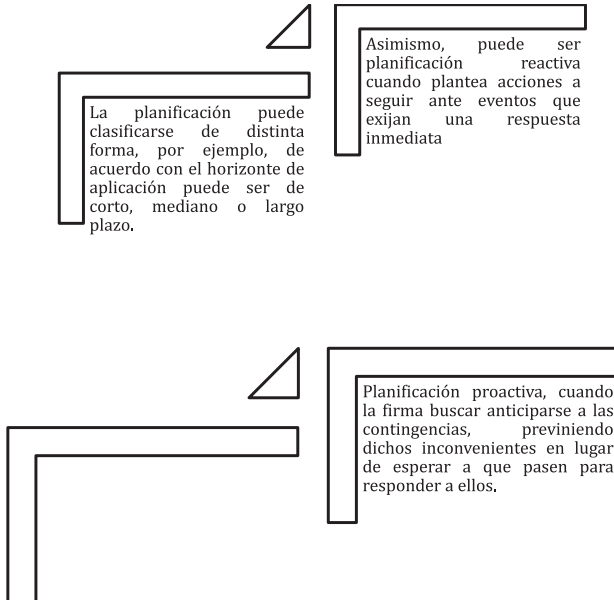 La planificación puede
clasificarse de distinta
forma, por ejemplo, de
acuerdo con el horizonte de
aplicación puede ser de
corto, mediano o largo
plazo.
Asimismo, puede ser
planificación reactiva
cuando plantea acciones a
seguir ante eventos que
exijan una respuesta
inmediata
Planificación proactiva, cuando
la firma buscar anticiparse a las
contingencias, previniendo
dichos inconvenientes en lugar
de esperar a que pasen para
responder a ellos.